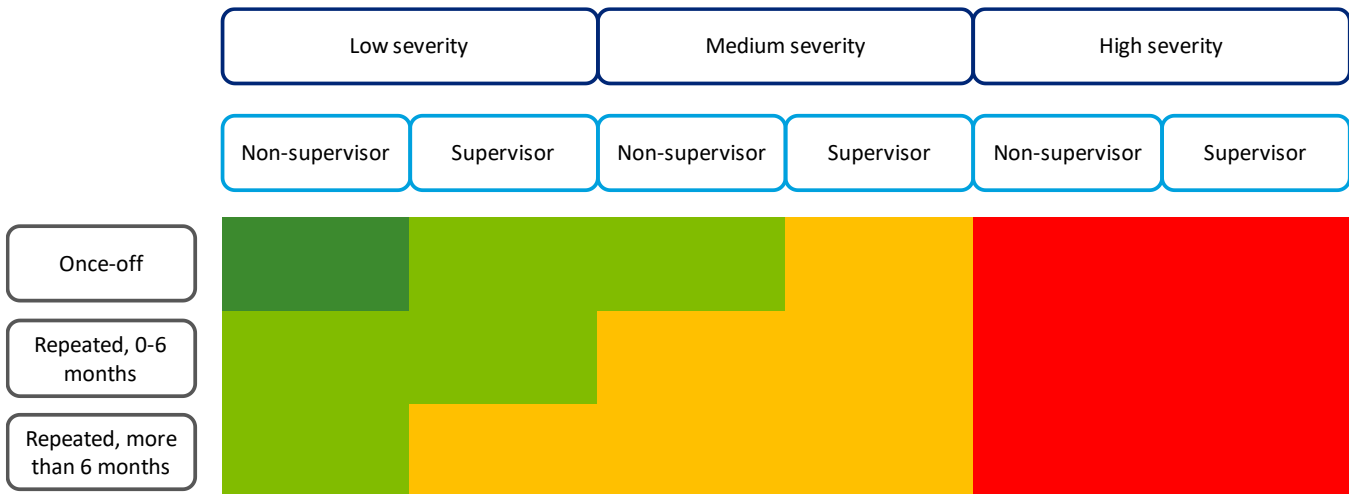 Low severity
Medium severity
High severity
Non-supervisor
Supervisor
Non-supervisor
Supervisor
Non-supervisor
Supervisor
Once-off
Repeated, 0-6
months
Repeated, more
than 6 months